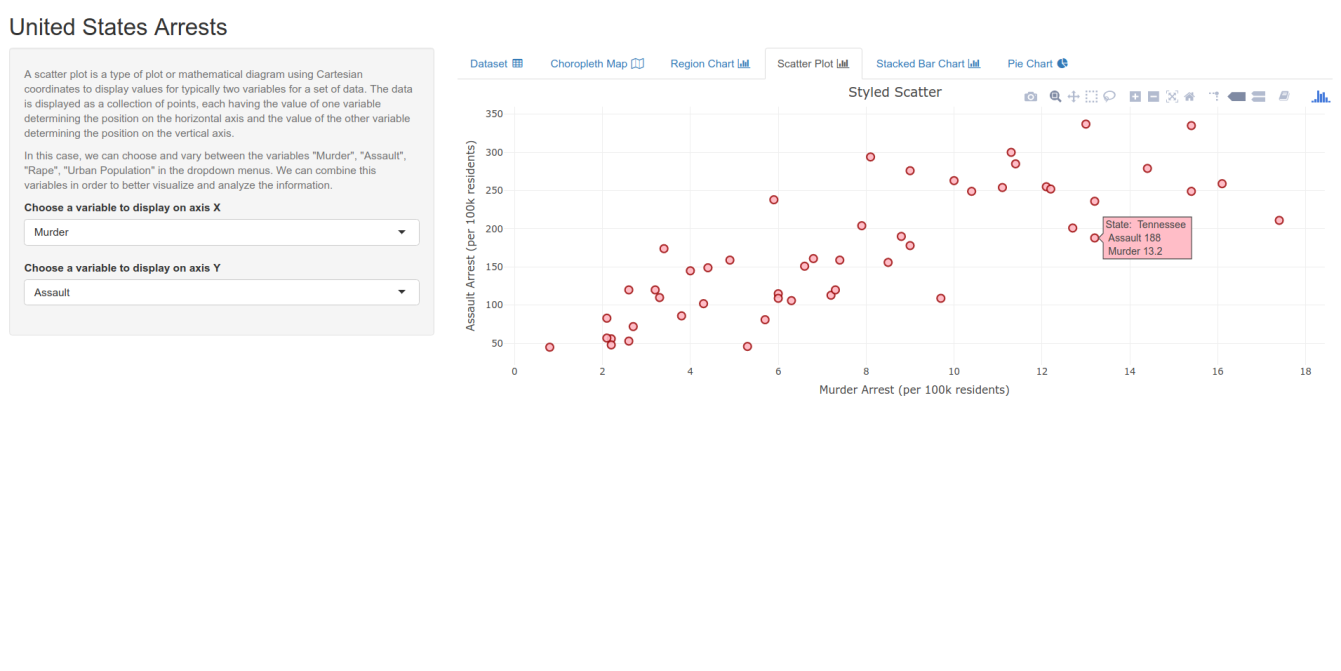 United States Arrests
A scatter plot is a type of plot or mathematical diagram using Cartesian
coordinates to display values for typically two variables for a set of data. The data
is displayed as a collection of points, each having the value of one variable
determining the position on the horizontal axis and the value of the other variable
determining the position on the vertical axis.
In this case, we can choose and vary between the variables "Murder", "Assault",
"Rape", "Urban Population" in the dropdown menus. We can combine this
variables in order to better visualize and analyze the information.
Choose a variable to display on axis X
Murder
Choose a variable to display on axis Y
Assault
Dataset
Choropleth Map
Region Chart
Scatter Plot
Stacked Bar Chart
Pie Chart
Styled Scatter
Assault Arrest (per 100k residents)
350
300
250
200
150
100
50
State: Tennessee
Assault 188
Murder 13.2
0 2 4 6 8 10 12 14 16 18
Murder Arrest (per 100k residents)